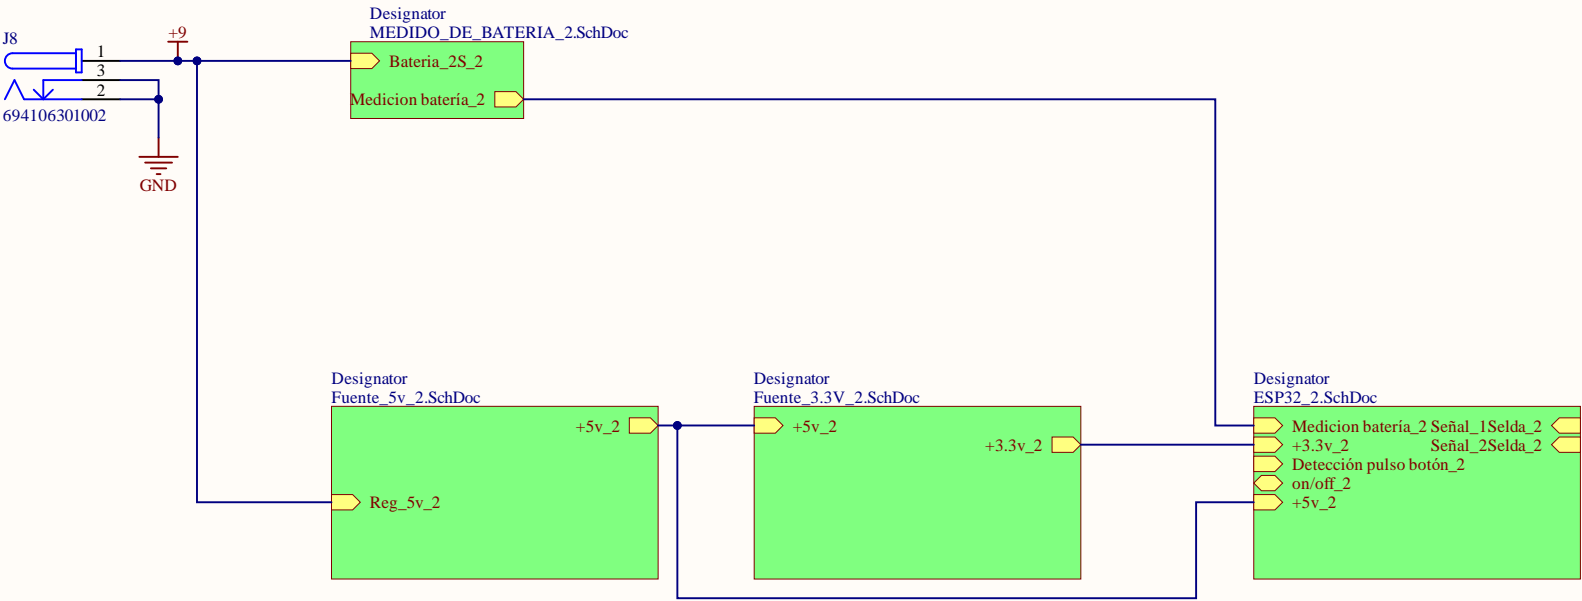 Designator
MEDIDO_DE_BATERIA_2.SchDoc
J8
+9
1
3
2
694106301002
GND
Bateria_2S_2
Medicion batería_2
Designator
Fuente_5v_2.SchDoc
+5v_2
Reg_5v_2
Designator
Fuente_3.3V_2.SchDoc
+5v_2
+3.3v_2
Designator
ESP32_2.SchDoc
Medicion batería_2 Señal_1Selda_2
+3.3v_2 Señal_2Selda_2
Detección pulso botón_2
on/off_2
+5v_2